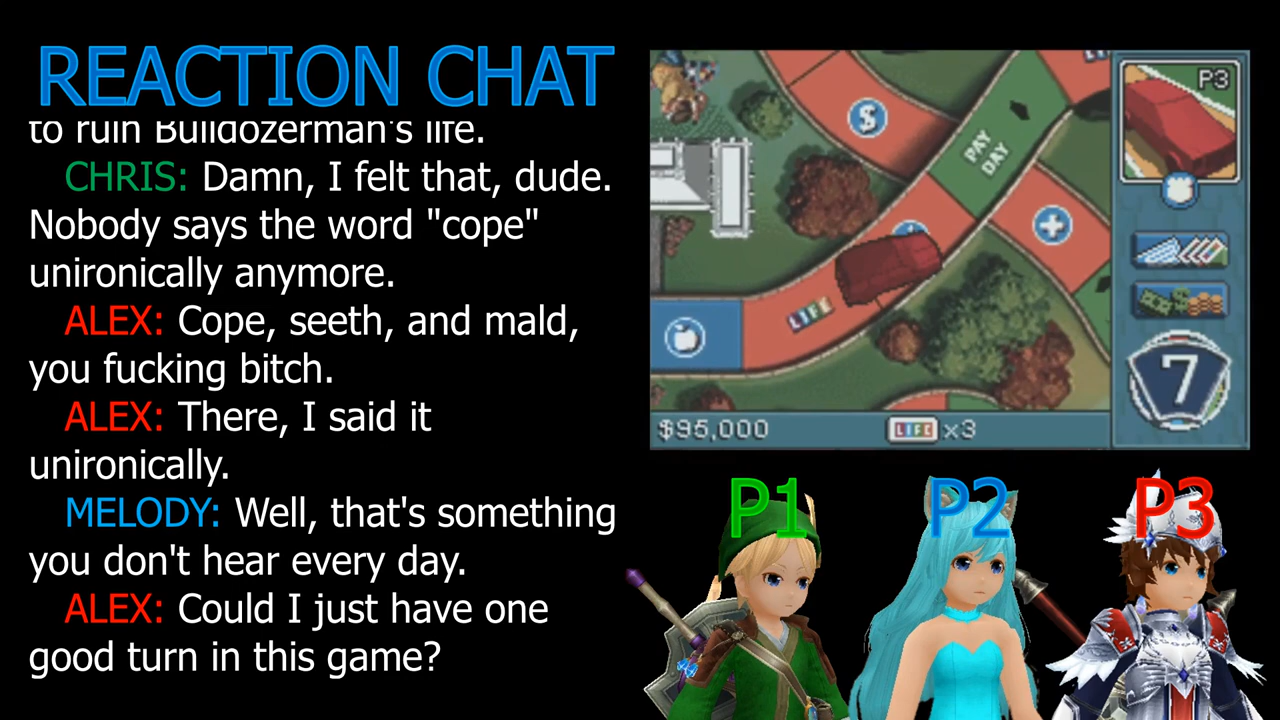 REACTION CHAT
to ruin Bulldozerman's life.
CHRIS: Damn, I felt that, dude.
Nobody says the word "cope"
unironically anymore.
ALEX: Cope, seeth, and mald,
you fucking bitch.
ALEX: There, I said it
unironically.
MELODY: Well, that's something
you don't hear every day.
ALEX: Could I just have one
good turn in this game?
P3
$
PAY
DAY
LIFE
7
$95,000
LIFE x3
P1
P2
P3